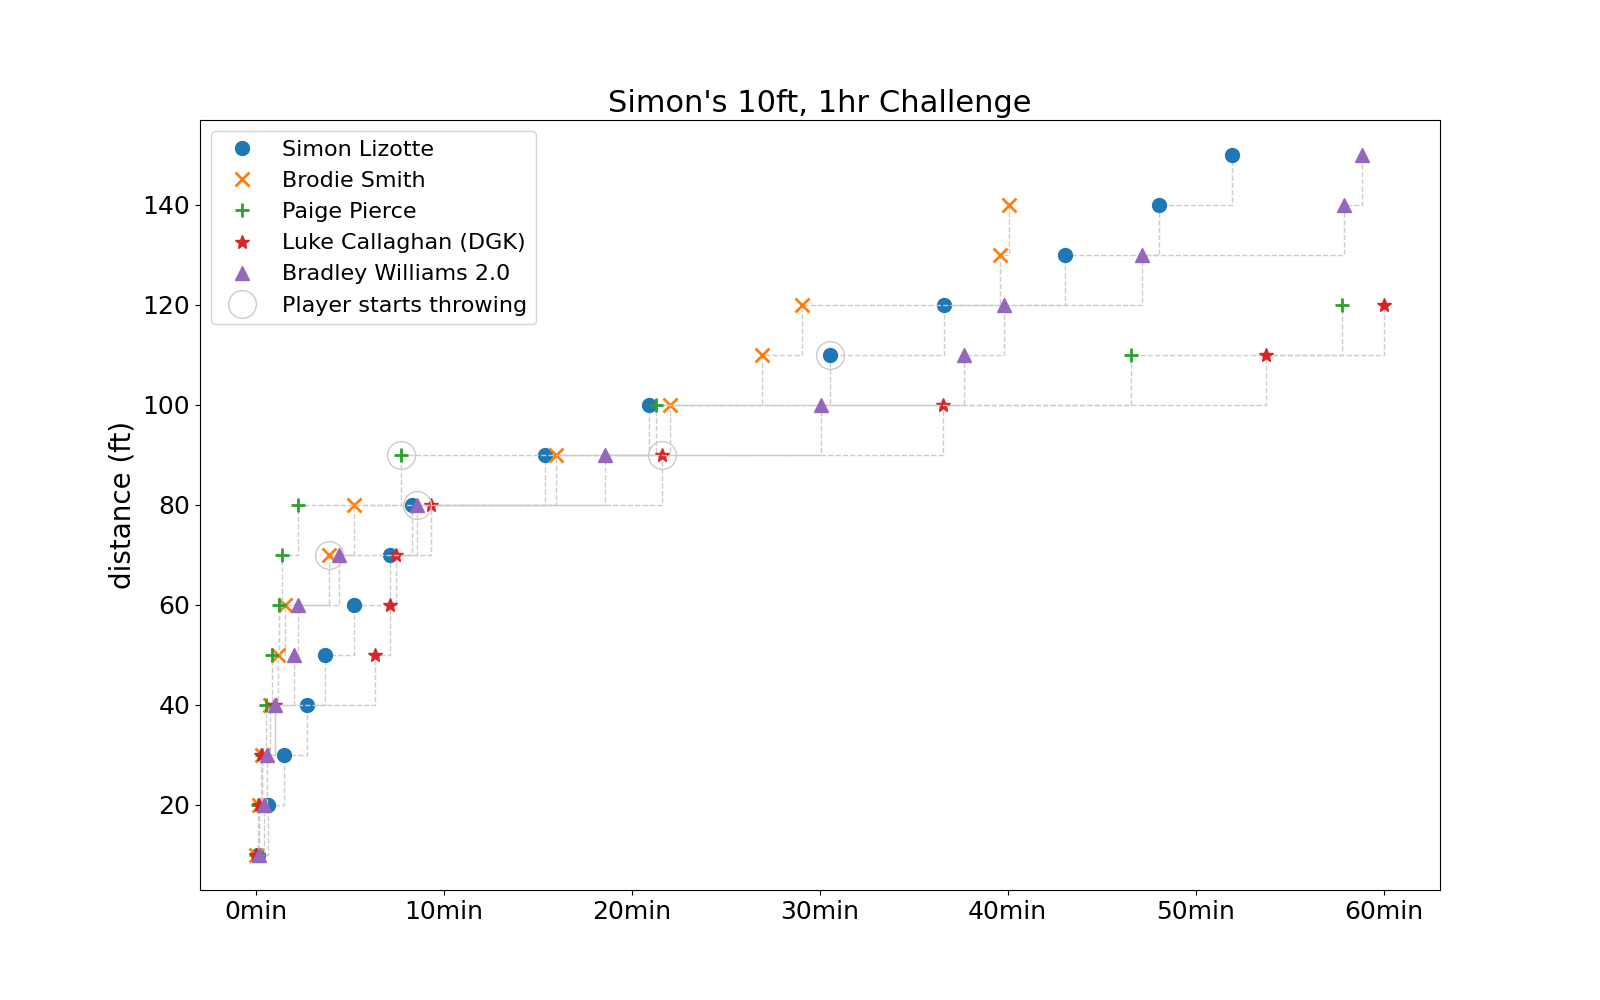 Simon's 10ft, 1hr Challenge
Simon Lizotte
Brodie Smith
Paige Pierce
Luke Callaghan (DGK)
Bradley Williams 2.0
Player starts throwing
distance (ft)
140
120
100
80
60
40
20
0min 10min 20min 30min 40min 50min 60min